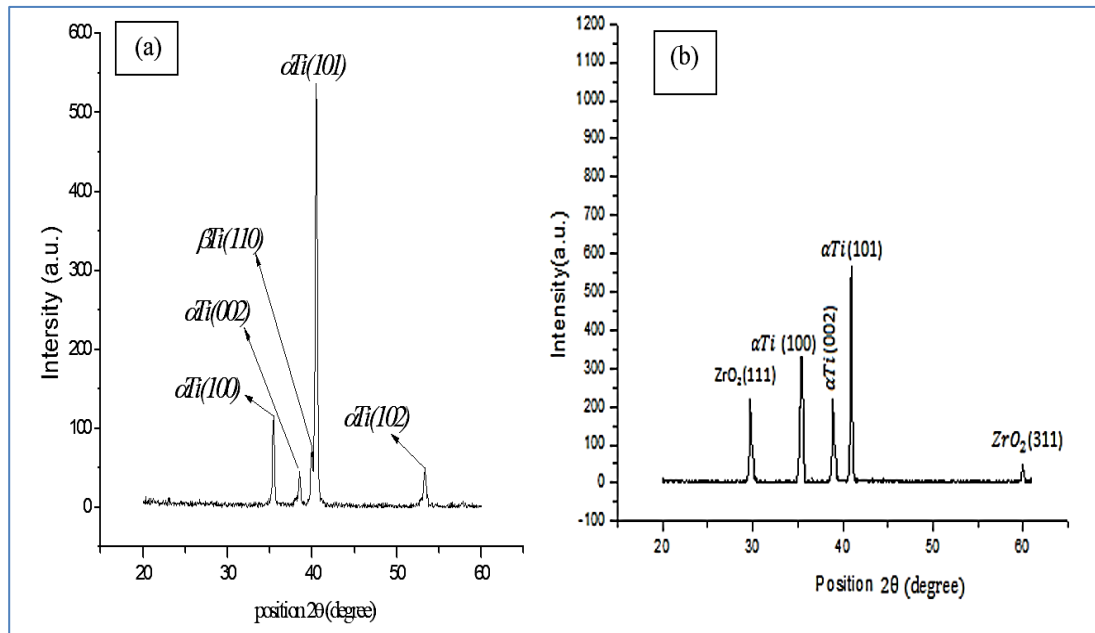 (a)
600
500
400
300
200
100
0
Intersity (a.u.)
αTi(101)
βTi(110)
αTi(002)
αTi(100)
αTi(102)
20
30
40
50
60
position 2θ (degree)
(b)
1200
1100
1000
900
800
700
600
500
400
300
200
100
0
-100
Intensity(a.u.)
αTi(101)
αTi (100)
αTi(002)
ZrO₂(111)
ZrO₂(311)
20
30
40
50
60
Position 2θ (degree)